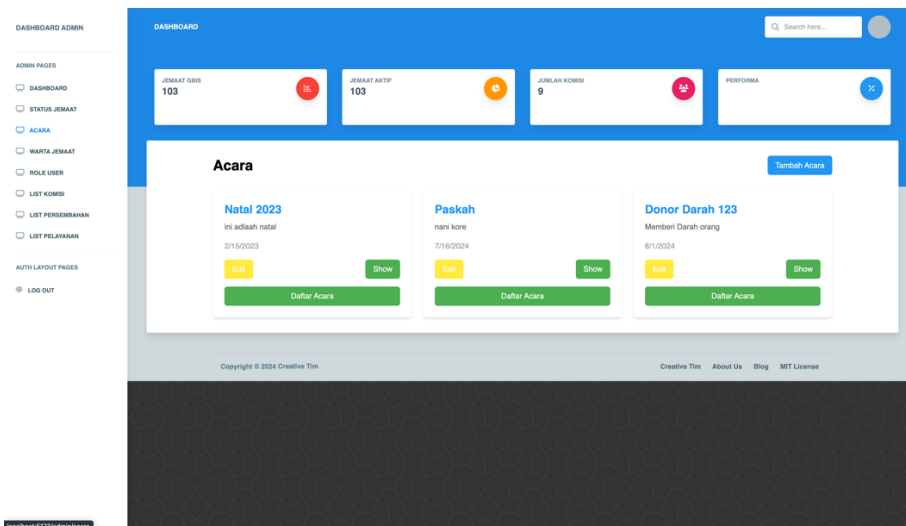 DASHBOARD ADMIN
ADMIN PAGES
DASHBOARD
STATUS JEMAAT
ACARA
WARTA JEMAAT
ROLE USER
LIST KOMISI
LIST PERSEMBAHAN
LIST PELAYANAN
AUTH LAYOUT PAGES
LOG OUT
DASHBOARD
Search here...
JEMAAT GBIS
103
JEMAAT AKTIF
103
JUMLAH KOMISI
9
PERFORMA
Acara
Tambah Acara
Natal 2023
ini adlaah natal
2/15/2023
Edit
Show
Daftar Acara
Paskah
nani kore
7/16/2024
Edit
Show
Daftar Acara
Donor Darah 123
Memberi Darah orang
8/1/2024
Edit
Show
Daftar Acara
Copyright © 2024 Creative Tim
Creative Tim About Us Blog MIT License